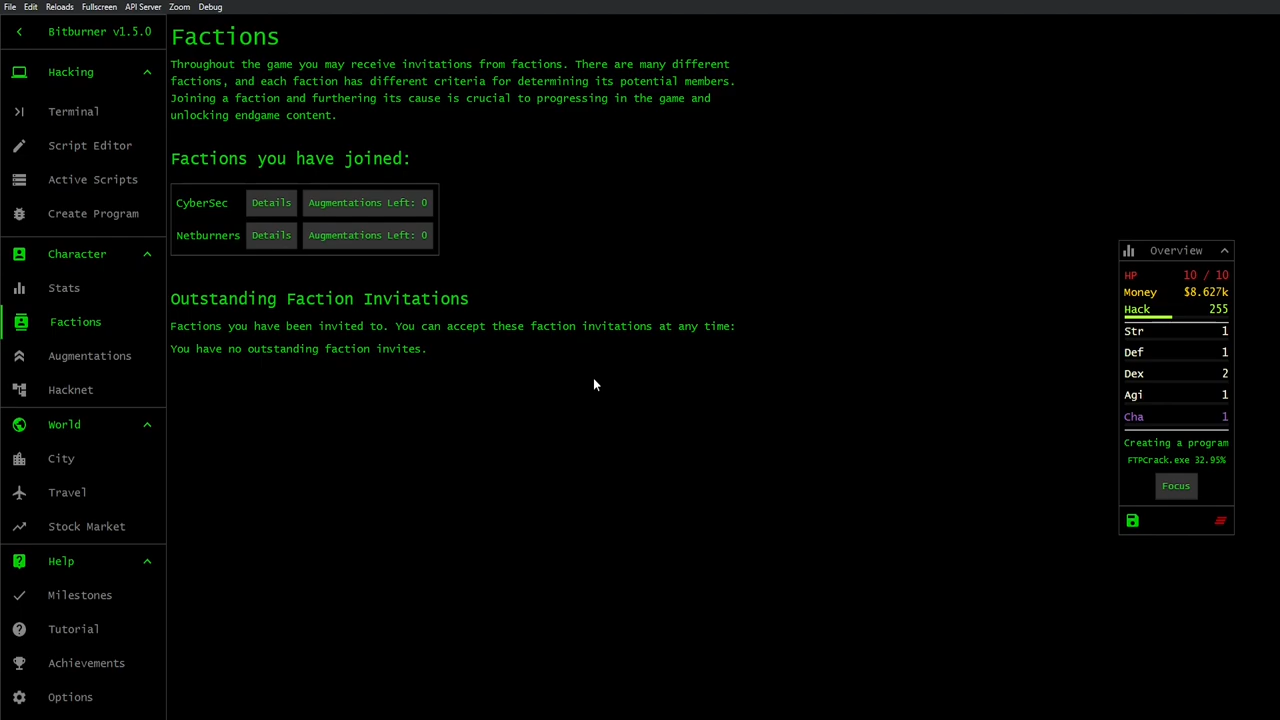 File Edit Reloads Fullscreen API Server Zoom Debug
Bitburner v1.5.0
Hacking
Terminal
Script Editor
Active Scripts
Create Program
Character
Stats
Factions
Augmentations
Hacknet
World
City
Travel
Stock Market
Help
Milestones
Tutorial
Achievements
Options
Factions
Throughout the game you may receive invitations from factions. There are many different
factions, and each faction has different criteria for determining its potential members.
Joining a faction and furthering its cause is crucial to progressing in the game and
unlocking endgame content.
Factions you have joined:
CyberSec Details Augmentations Left: 0
Netburners Details Augmentations Left: 0
Outstanding Faction Invitations
Factions you have been invited to. You can accept these faction invitations at any time:
You have no outstanding faction invites.
Overview
HP 10 / 10
Money $8.627k
Hack 255
Str 1
Def 1
Dex 2
Agi 1
Cha 1
Creating a program
FTPCrack.exe 32.95%
Focus